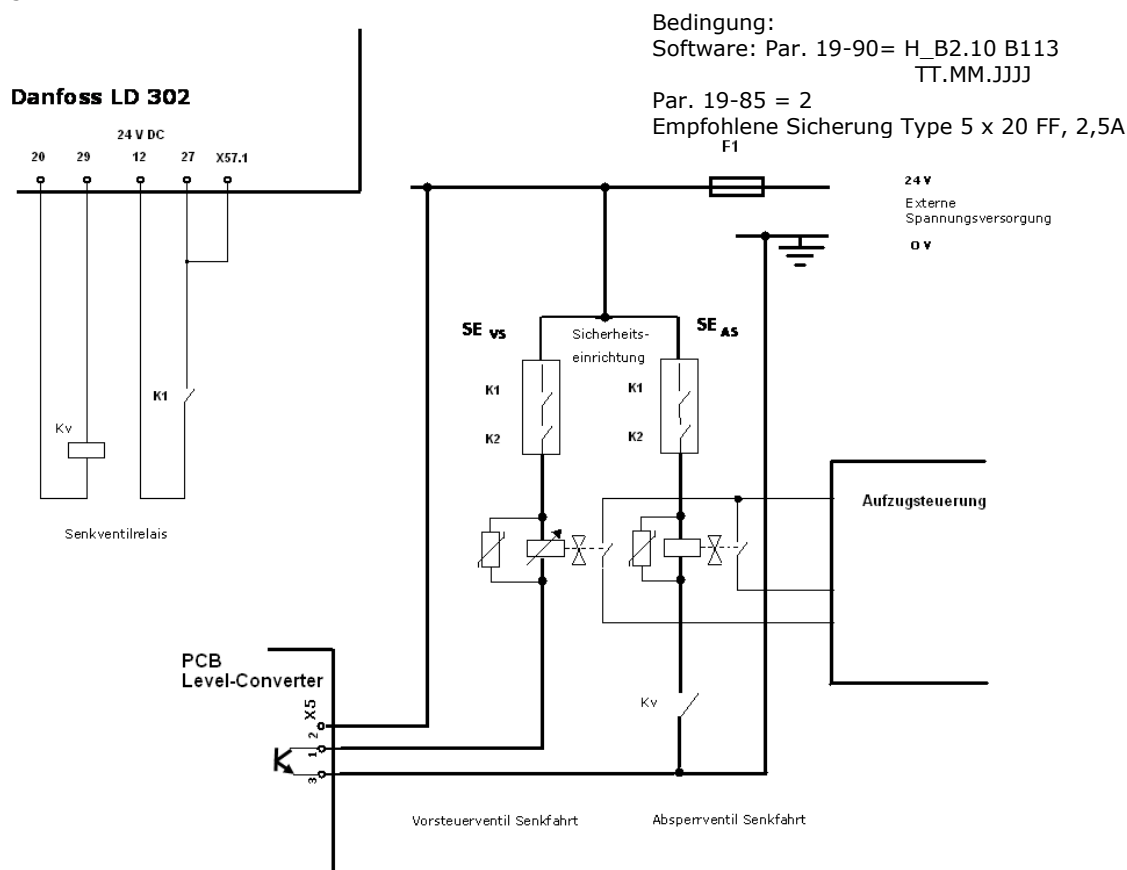 Bedingung:
Software: Par. 19-90= H_B2.10 B113
TT.MM.JJJJ
Par. 19-85 = 2
Empfohlene Sicherung Type 5 x 20 FF, 2,5A
F1
Danfoss LD 302
24 V DC
20 29 12 27 X57.1
24 V
Externe
Spannungsversorgung
0 V
SE VS
Sicherheits-
einrichtung
SE AS
K1
K2
K1
K2
K1
Kv
Senkventilrelais
Aufzugsteuerung
PCB
Level-Converter
X5
2
1
3
Kv
Vorsteuerventil Senkfahrt
Absperrventil Senkfahrt